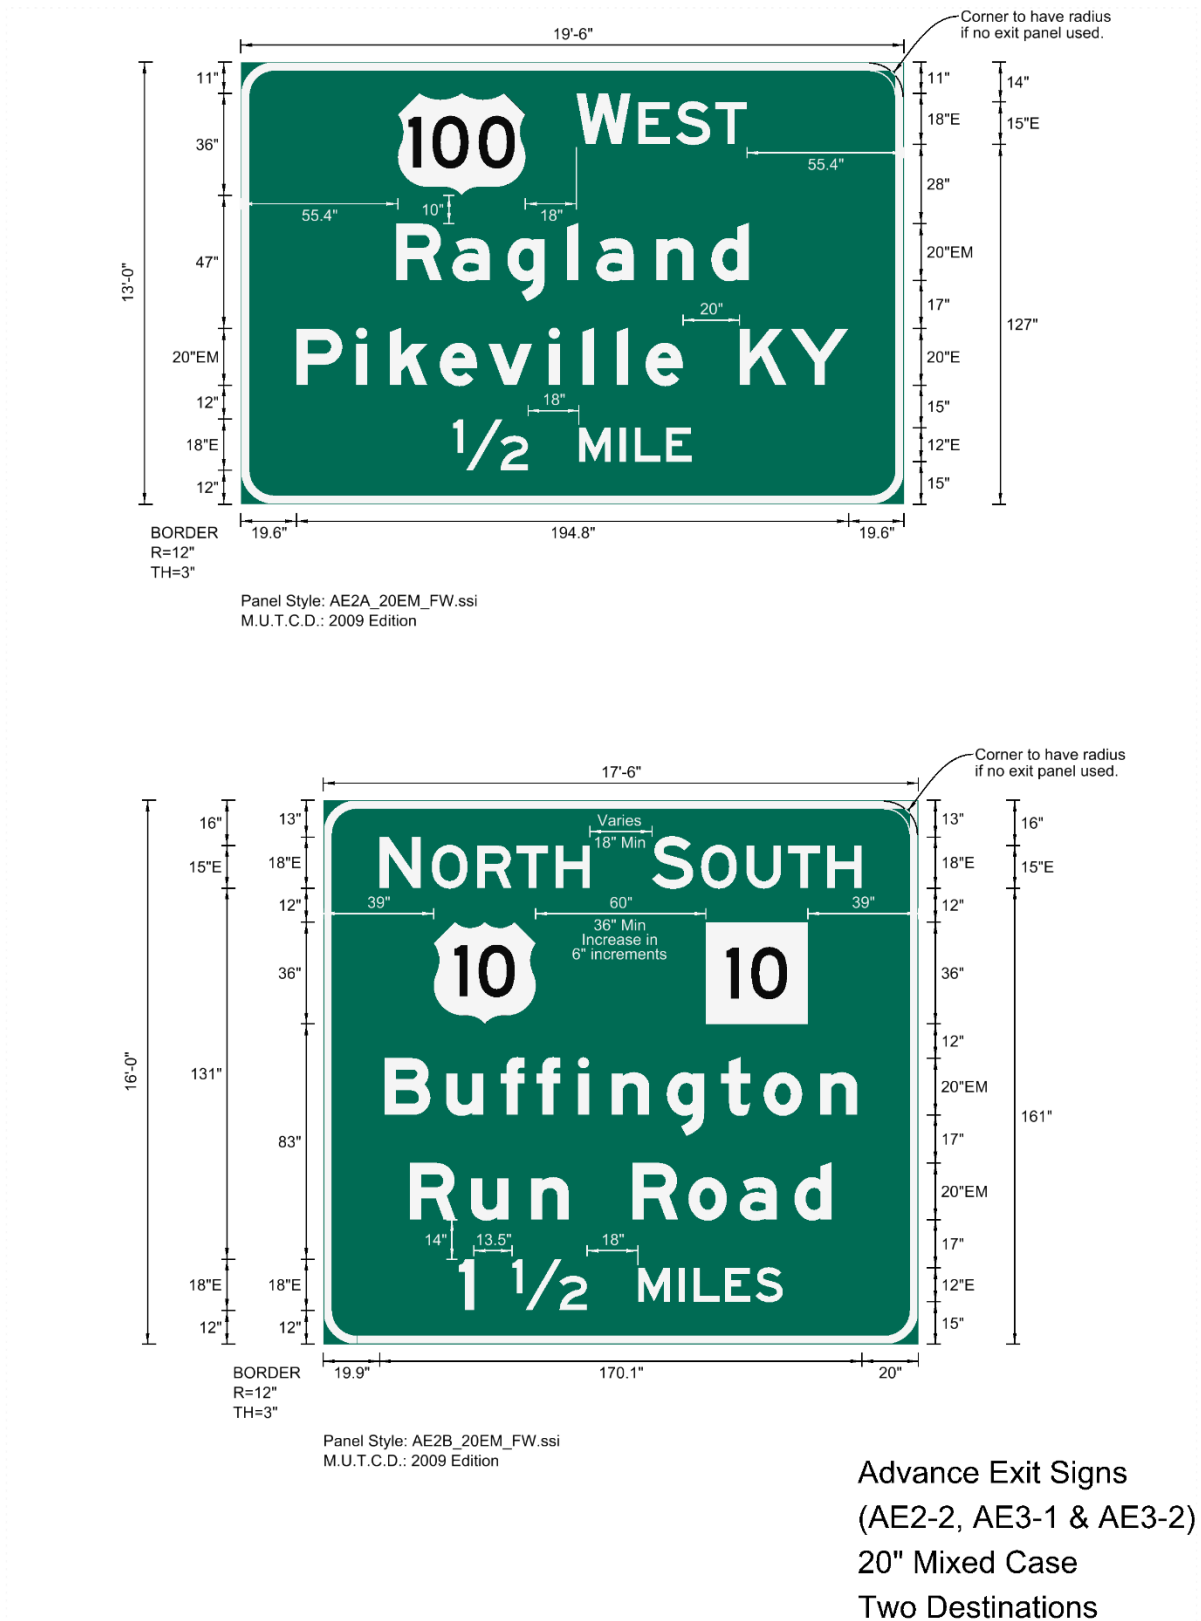 19'-6"
Corner to have radius
if no exit panel used.
11"
36"
47"
20"EM
12"
18"E
12"
13'-0"
100 WEST
55.4"
55.4"
10"
18"
Ragland
20"
Pikeville KY
18"
1/2 MILE
11"
18"E
28"
20"EM
17"
20"E
15"
12"E
15"
14"
15"E
127"
19.6"
194.8"
19.6"
BORDER
R=12"
TH=3"
Panel Style: AE2A_20EM_FW.ssi
M.U.T.C.D.: 2009 Edition
17'-6"
Corner to have radius
if no exit panel used.
16'-0"
16"
15"E
131"
18"E
12"
13"
18"E
12"
36"
83"
18"E
12"
Varies
18" Min
NORTH SOUTH
39"
60"
39"
36" Min
Increase in
6" increments
10 10
Buffington
Run Road
14"
13.5"
18"
1 1/2 MILES
13"
18"E
12"
36"
12"
20"EM
17"
20"EM
17"
12"E
15"
16"
15"E
161"
19.9"
170.1"
20"
BORDER
R=12"
TH=3"
Panel Style: AE2B_20EM_FW.ssi
M.U.T.C.D.: 2009 Edition
Advance Exit Signs
(AE2-2, AE3-1 & AE3-2)
20" Mixed Case
Two Destinations